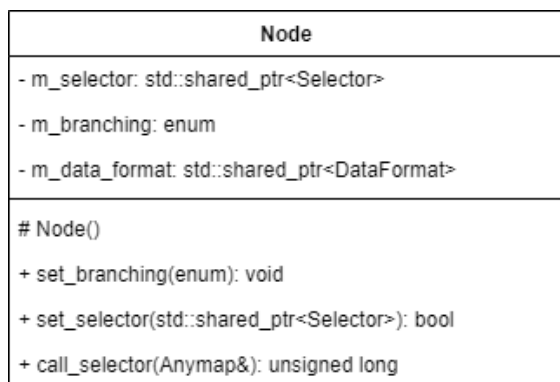 Node
- m_selector: std::shared_ptr<Selector>
- m_branching: enum
- m_data_format: std::shared_ptr<DataFormat>
# Node()
+ set_branching(enum): void
+ set_selector(std::shared_ptr<Selector>): bool
+ call_selector(Anymap&): unsigned long